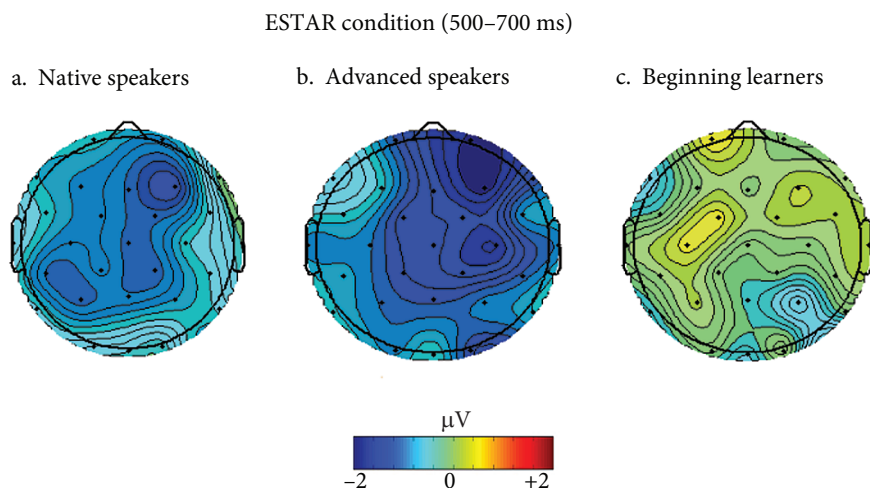 ESTAR condition (500–700 ms)
a. Native speakers
b. Advanced speakers
c. Beginning learners
μV
–2 0 +2